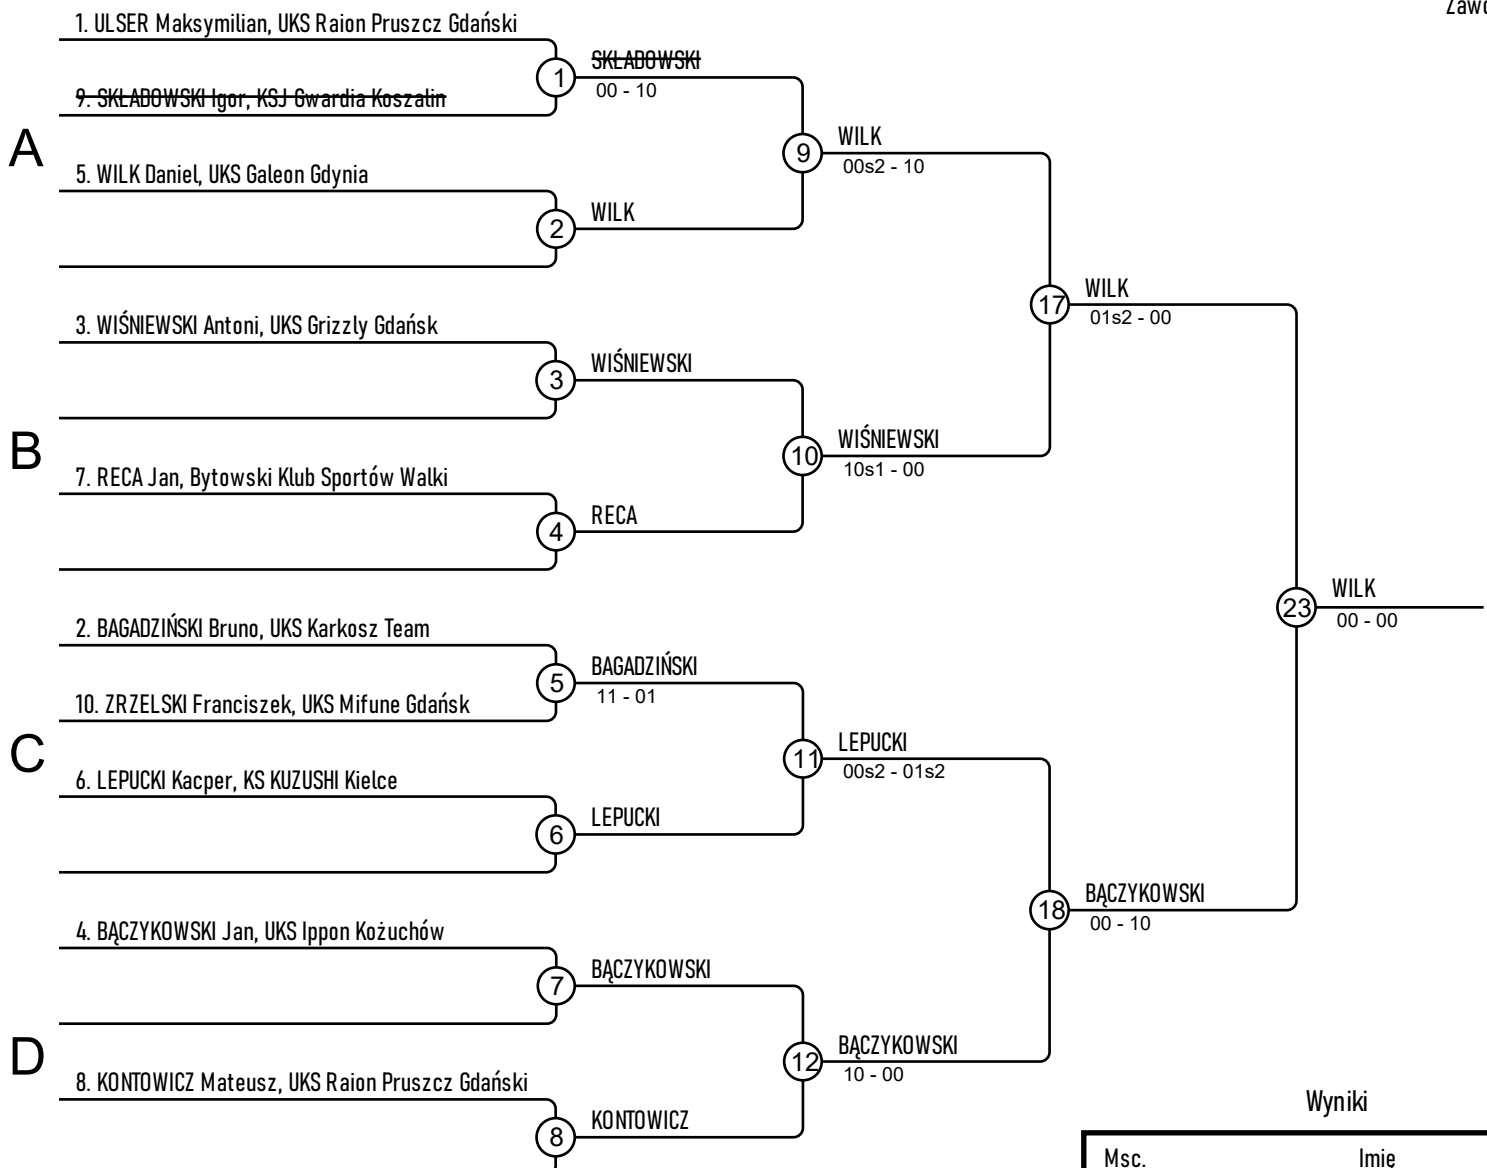 Zawo
1. ULSER Maksymilian, UKS Raion Pruszcz Gdański
1
SKŁADOWSKI
00 - 10
9. SKŁADOWSKI Igor, KSJ Gwardia Koszalin
A
9
WILK
00s2 - 10
5. WILK Daniel, UKS Galeon Gdynia
2
WILK
17
WILK
01s2 - 00
3. WIŚNIEWSKI Antoni, UKS Grizzly Gdańsk
3
WIŚNIEWSKI
B
10
WIŚNIEWSKI
10s1 - 00
7. RECA Jan, Bytowski Klub Sportów Walki
4
RECA
23
WILK
00 - 00
2. BAGADZIŃSKI Bruno, UKS Karkosz Team
5
BAGADZIŃSKI
11 - 01
10. ZRZELSKI Franciszek, UKS Mifune Gdańsk
C
11
LEPUCKI
00s2 - 01s2
6. LEPUCKI Kacper, KS KUZUSHI Kielce
6
LEPUCKI
18
BĄCZYKOWSKI
00 - 10
4. BĄCZYKOWSKI Jan, UKS Ippon Kożuchów
7
BĄCZYKOWSKI
D
12
BĄCZYKOWSKI
10 - 00
8. KONTOWICZ Mateusz, UKS Raion Pruszcz Gdański
8
KONTOWICZ
Wyniki
Msc. Imię